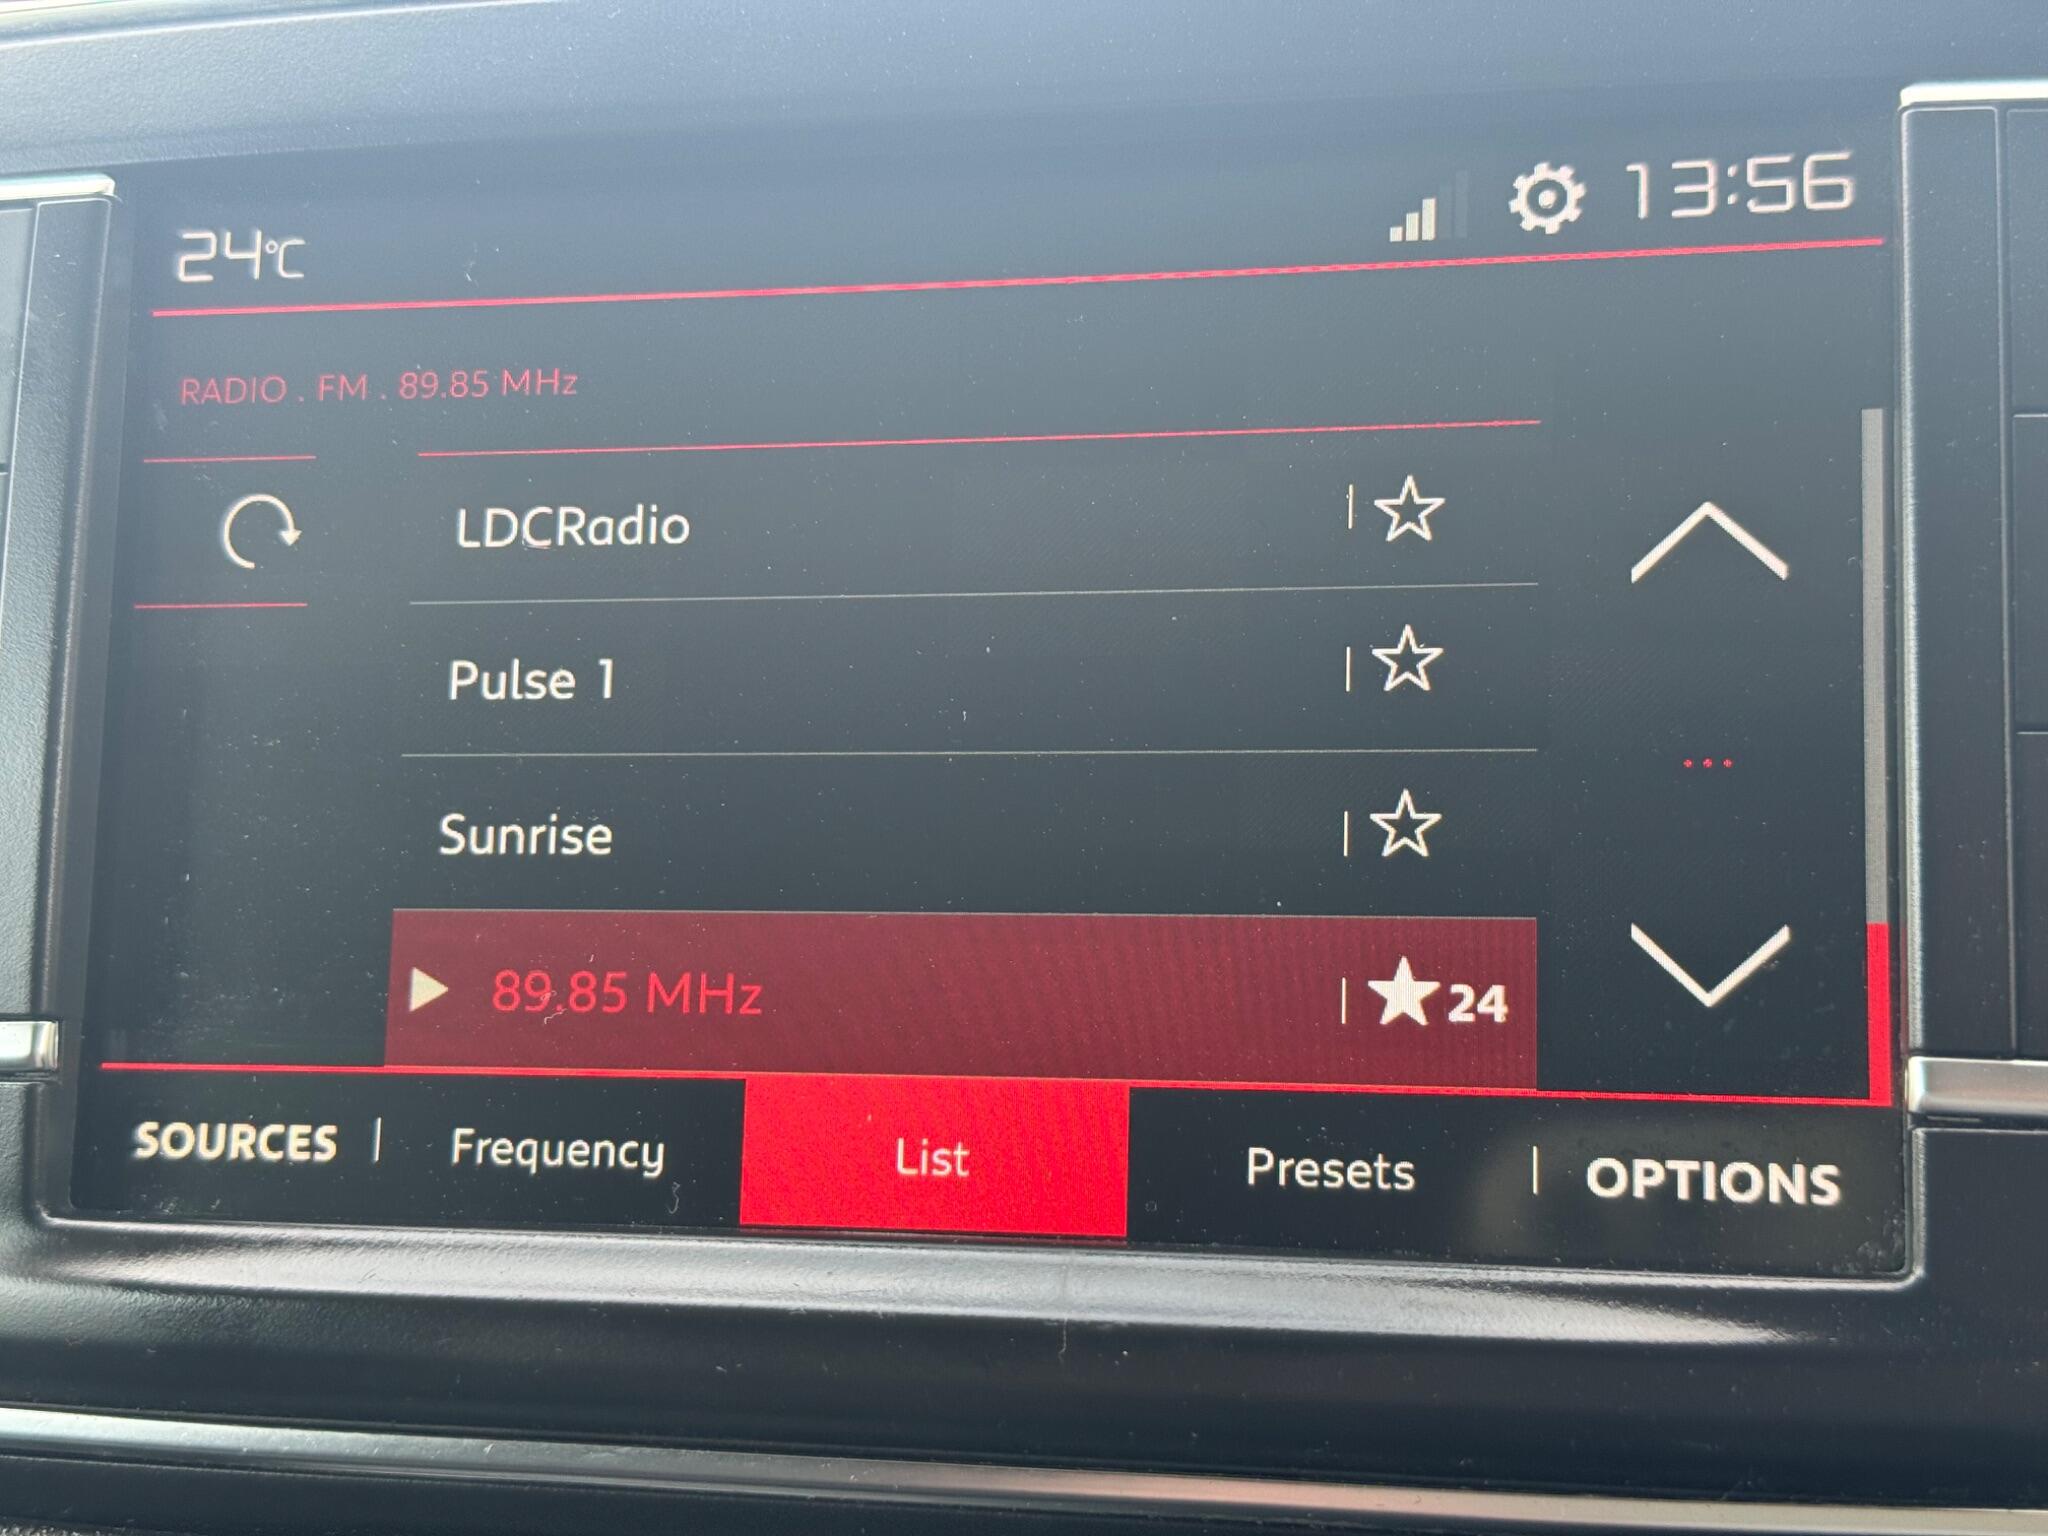 24°C 13:56
RADIO . FM . 89.85 MHz
LDCRadio
Pulse 1
Sunrise
89.85 MHz 24
SOURCES Frequency List Presets OPTIONS